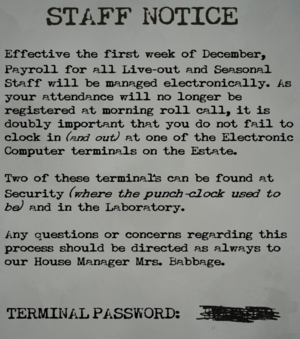 STAFF NOTICE
Effective the first week of December,
Payroll for all Live-out and Seasonal
Staff will be managed electronically. As
your attendance will no longer be
registered at morning roll call, it is
doubly important that you do not fail to
clock in (and out) at one of the Electronic
Computer terminals on the Estate.
Two of these terminal's can be found at
Security (where the punch-clock used to
be) and in the Laboratory.
Any questions or concerns regarding this
process should be directed as always to
our House Manager Mrs. Babbage.
TERMINAL PASSWORD: